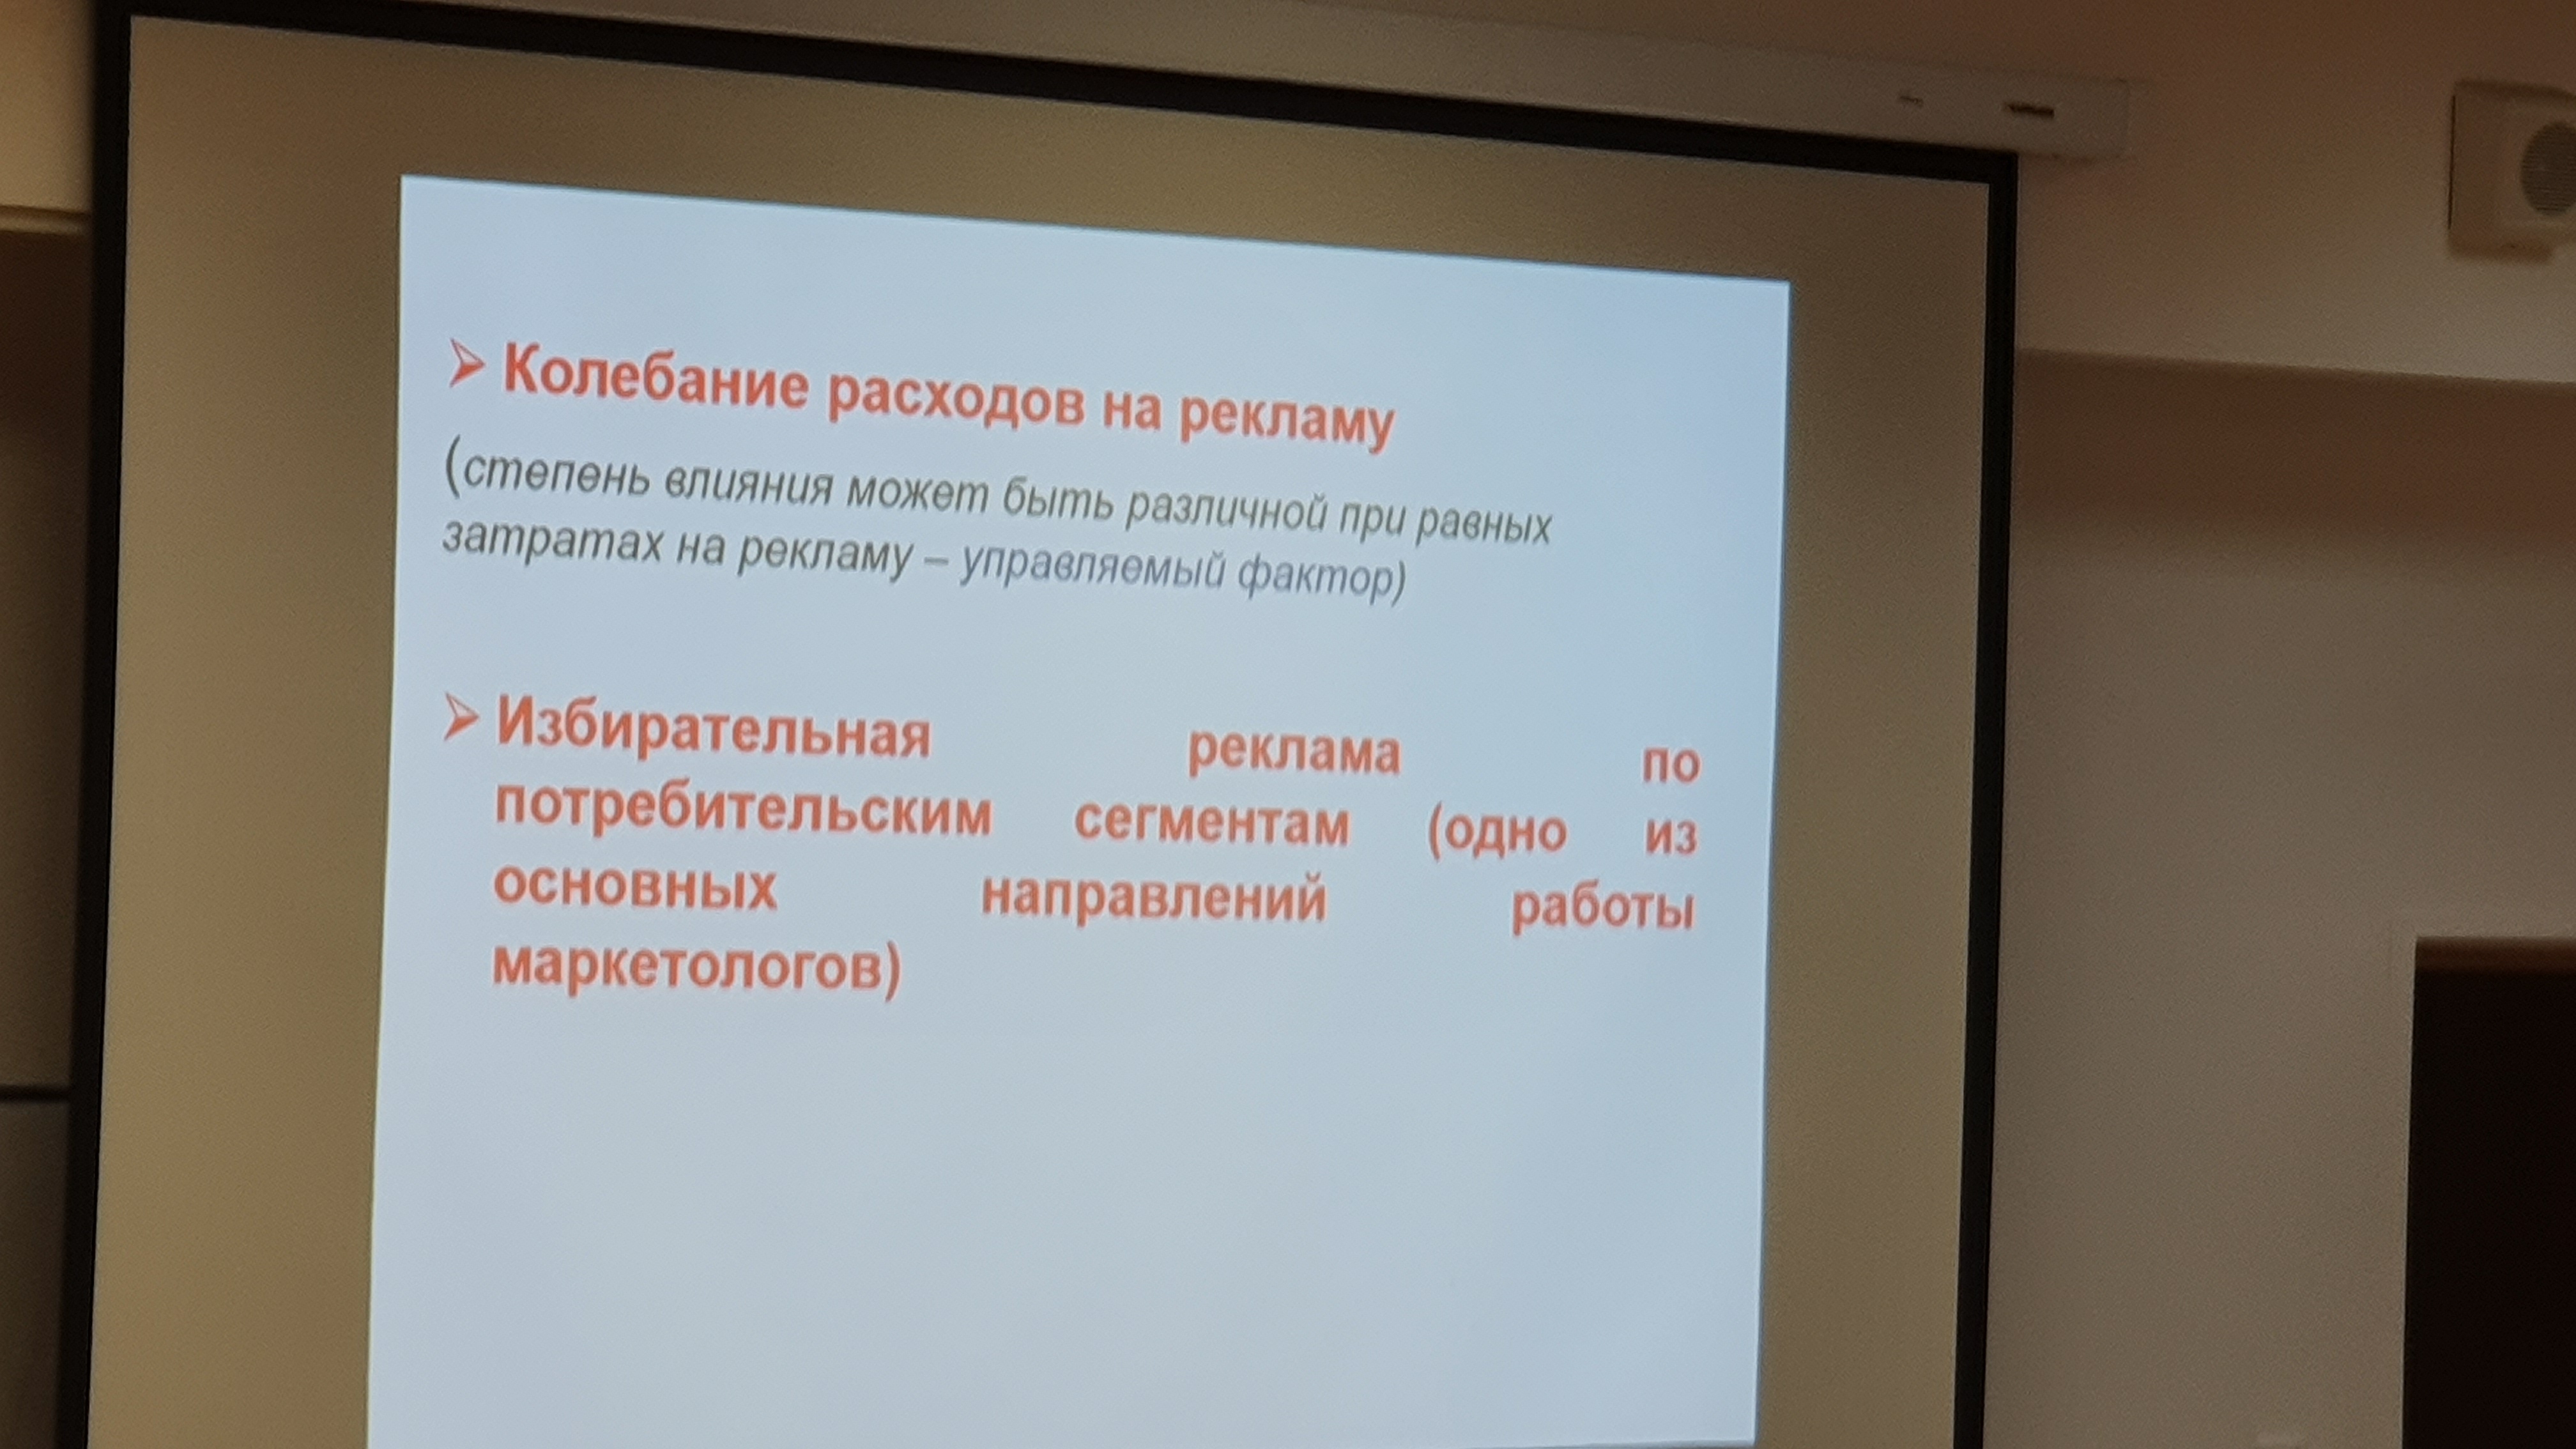 ➢ Колебание расходов на рекламу
(степень влияния может быть различной при равных
затратах на рекламу – управляемый фактор)
➢ Избирательная реклама по
потребительским сегментам (одно из
основных направлений работы
маркетологов)